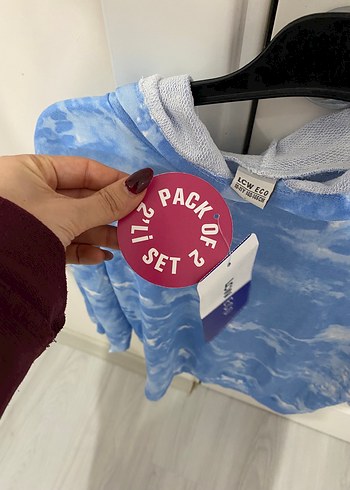 PACK OF 2
2'Lİ SET
LCW ECO